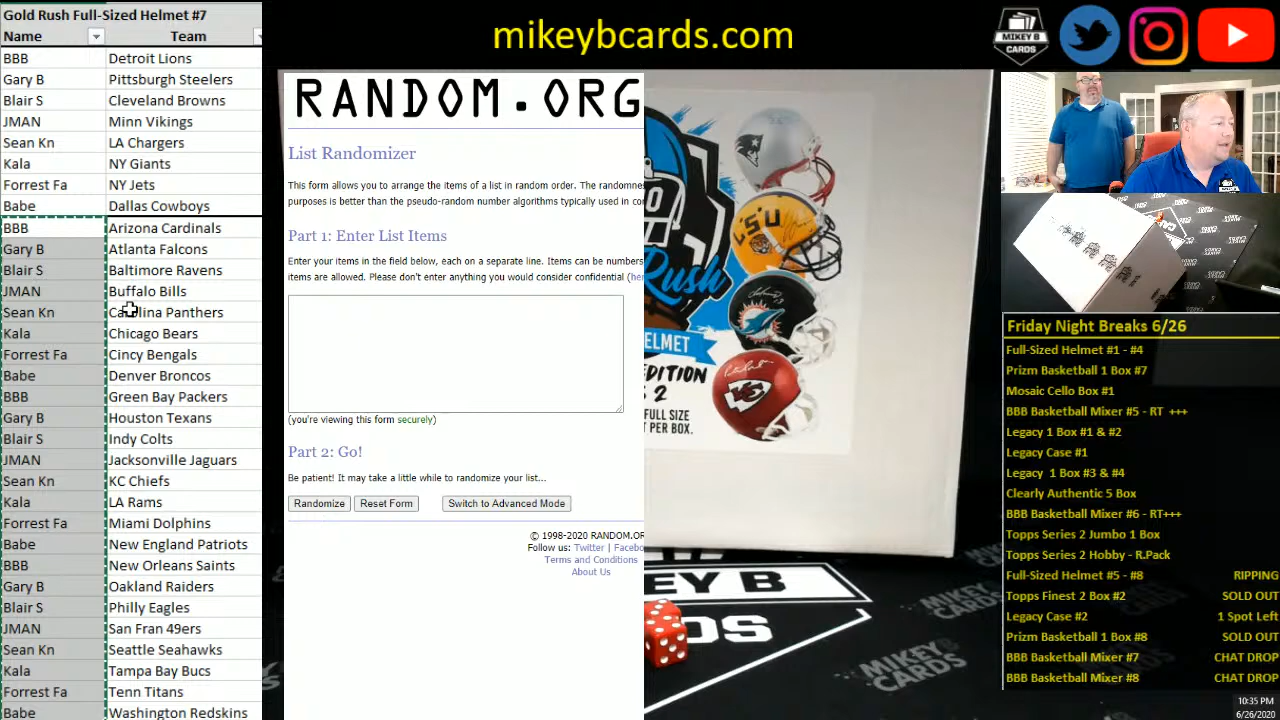 Gold Rush Full-Sized Helmet #7
Name Team
BBB Detroit Lions
Gary B Pittsburgh Steelers
Blair S Cleveland Browns
JMAN Minn Vikings
Sean Kn LA Chargers
Kala NY Giants
Forrest Fa NY Jets
Babe Dallas Cowboys
BBB Arizona Cardinals
Gary B Atlanta Falcons
Blair S Baltimore Ravens
JMAN Buffalo Bills
Sean Kn Carolina Panthers
Kala Chicago Bears
Forrest Fa Cincy Bengals
Babe Denver Broncos
BBB Green Bay Packers
Gary B Houston Texans
Blair S Indy Colts
JMAN Jacksonville Jaguars
Sean Kn KC Chiefs
Kala LA Rams
Forrest Fa Miami Dolphins
Babe New England Patriots
BBB New Orleans Saints
Gary B Oakland Raiders
Blair S Philly Eagles
JMAN San Fran 49ers
Sean Kn Seattle Seahawks
Kala Tampa Bay Bucs
Forrest Fa Tenn Titans
Babe Washington Redskins
mikeybcards.com
MIKEY B
CARDS
RANDOM.ORG
List Randomizer
This form allows you to arrange the items of a list in random order. The randomne
purposes is better than the pseudo-random number algorithms typically used in co
Part 1: Enter List Items
Enter your items in the field below, each on a separate line. Items can be numbers
items are allowed. Please don't enter anything you would consider confidential (her
(you're viewing this form securely)
Part 2: Go!
Be patient! It may take a little while to randomize your list...
Randomize Reset Form Switch to Advanced Mode
© 1998-2020 RANDOM.OR
Follow us: Twitter | Facebo
Terms and Conditions
About Us
LSU
Rush
ELMET
EDITION
S 2
FULL SIZE
T PER BOX.
EY B
DS
MIKEY B
CARDS
MIKEY B
CARDS
Friday Night Breaks 6/26
Full-Sized Helmet #1 - #4
Prizm Basketball 1 Box #7
Mosaic Cello Box #1
BBB Basketball Mixer #5 - RT +++
Legacy 1 Box #1 & #2
Legacy Case #1
Legacy 1 Box #3 & #4
Clearly Authentic 5 Box
BBB Basketball Mixer #6 - RT+++
Topps Series 2 Jumbo 1 Box
Topps Series 2 Hobby - R.Pack
Full-Sized Helmet #5 - #8 RIPPING
Topps Finest 2 Box #2 SOLD OUT
Legacy Case #2 1 Spot Left
Prizm Basketball 1 Box #8 SOLD OUT
BBB Basketball Mixer #7 CHAT DROP
BBB Basketball Mixer #8 CHAT DROP
10:35 PM
6/26/2020